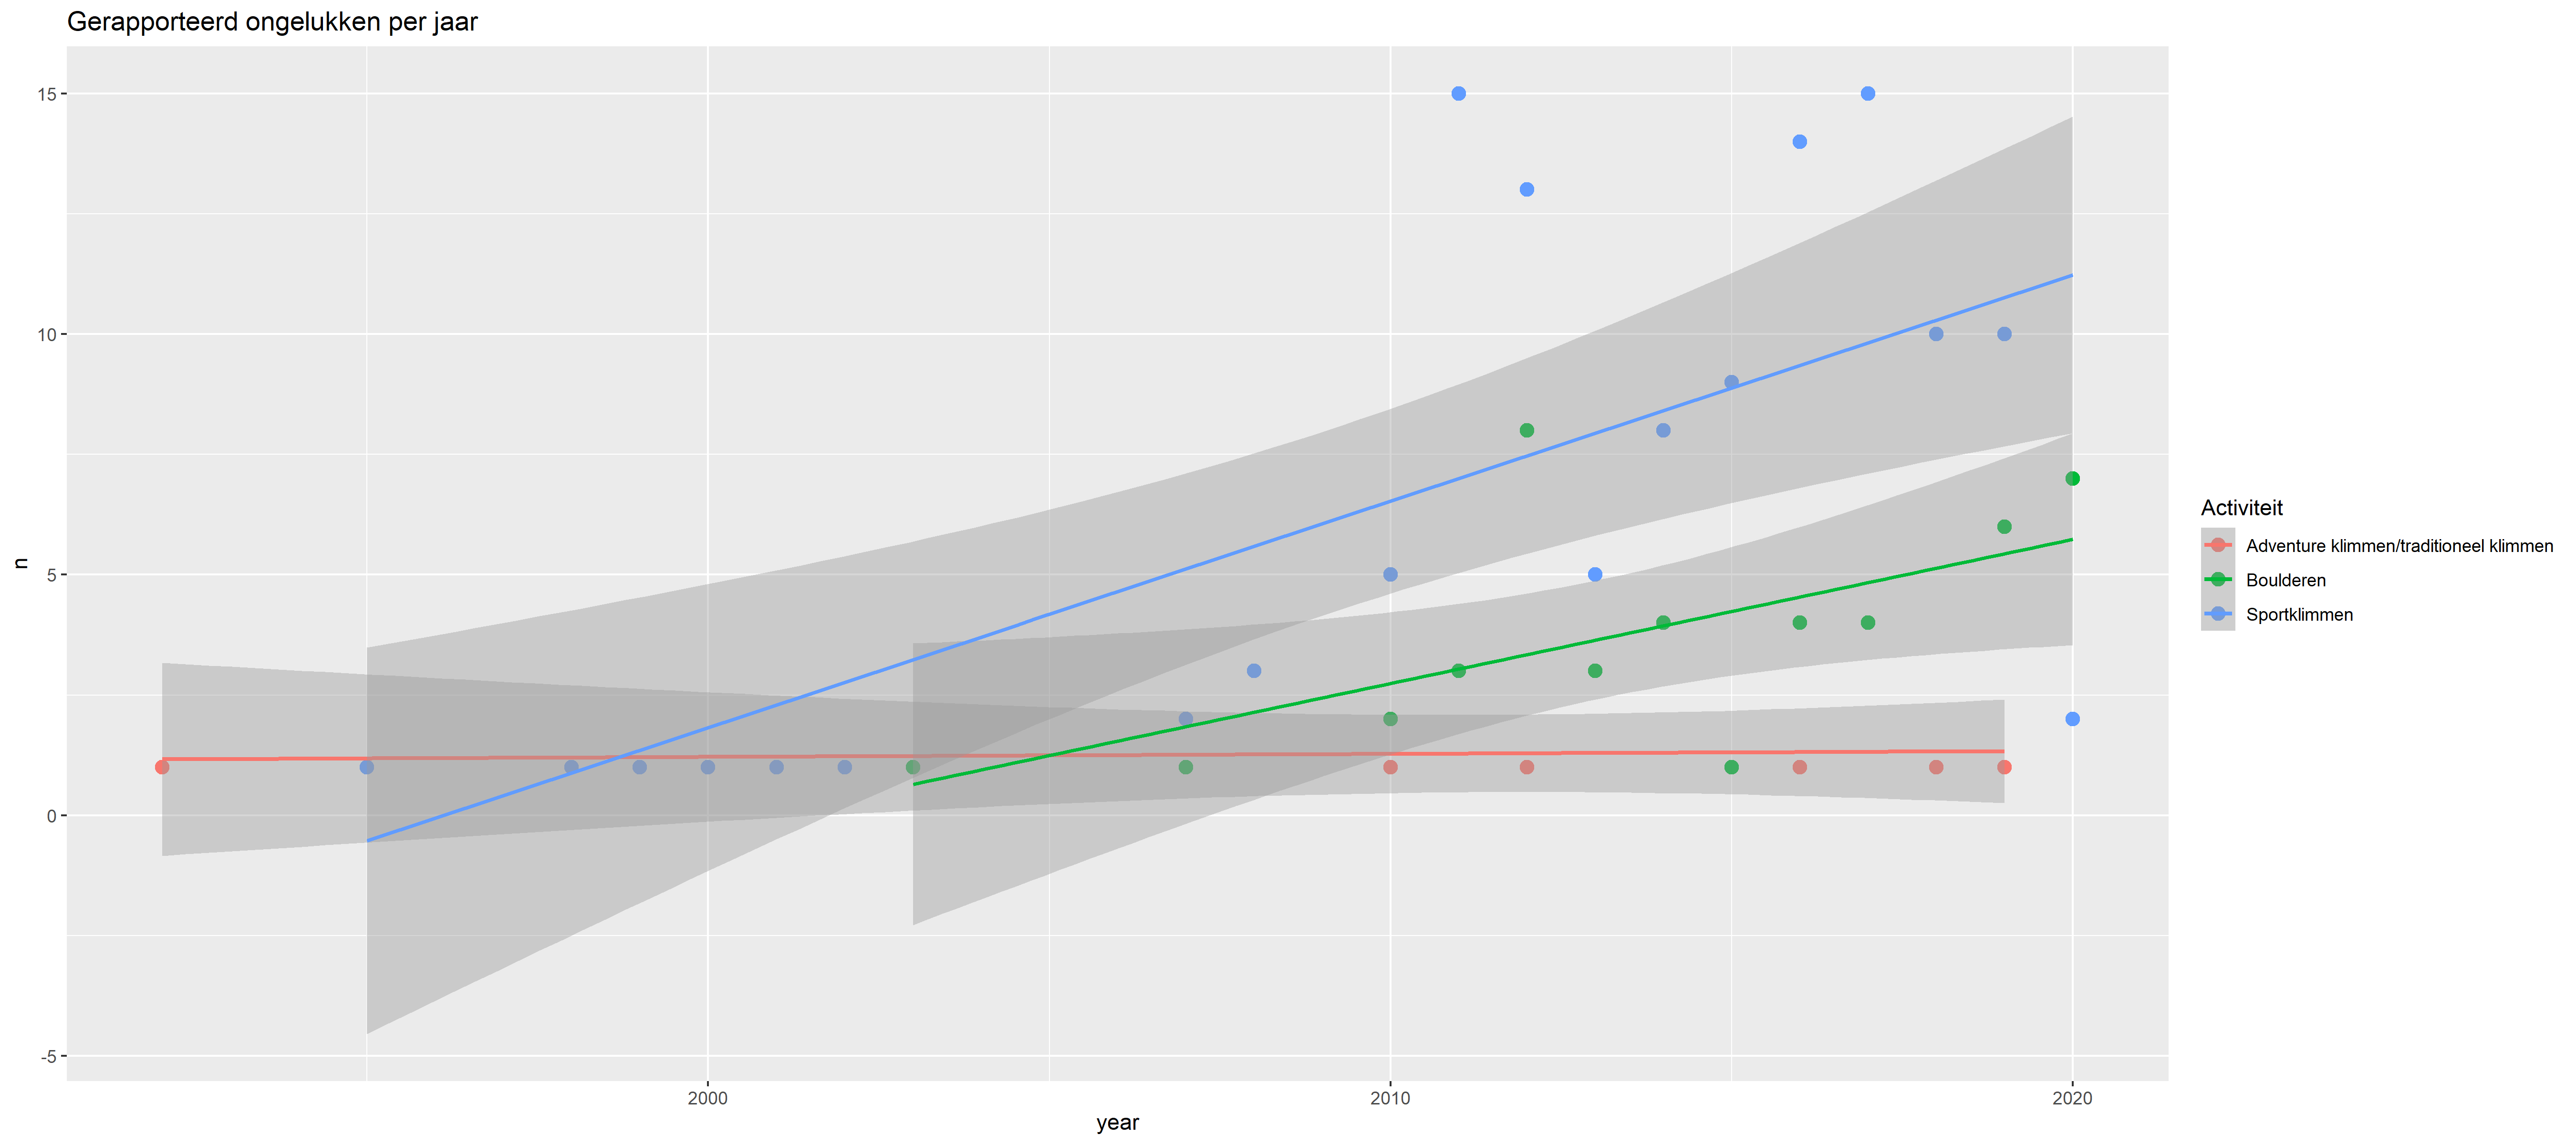 Gerapporteerd ongelukken per jaar
15
10
5
0
-5
n
2000
2010
2020
year
Activiteit
Adventure klimmen/traditioneel klimmen
Boulderen
Sportklimmen